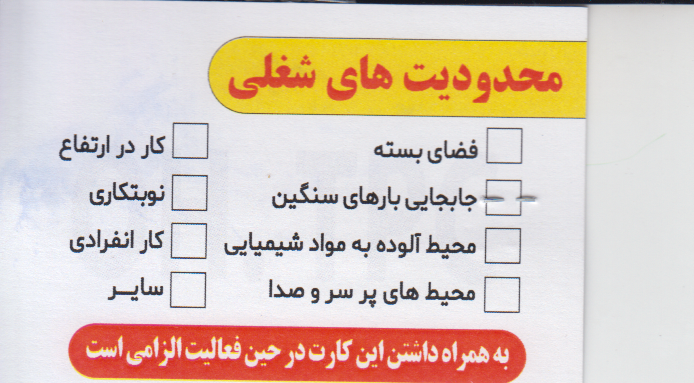 محدودیت های شغلی
فضای بسته
کار در ارتفاع
جابجایی بارهای سنگین
نوبتکاری
محیط آلوده به مواد شیمیایی
کار انفرادی
محیط های پر سر و صدا
سایـر
به همراه داشتن این کارت در حین فعالیت الزامی است